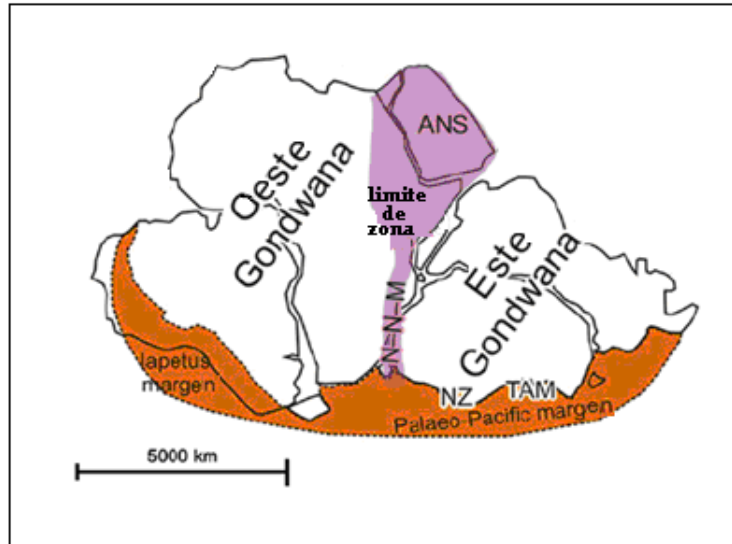 ANS
Oeste
Gondwana
limite
de
zona
Este
Gondwana
N-N-M
Iapetus
margen
NZ
TAM
Palaeo-Pacific margen
5000 km